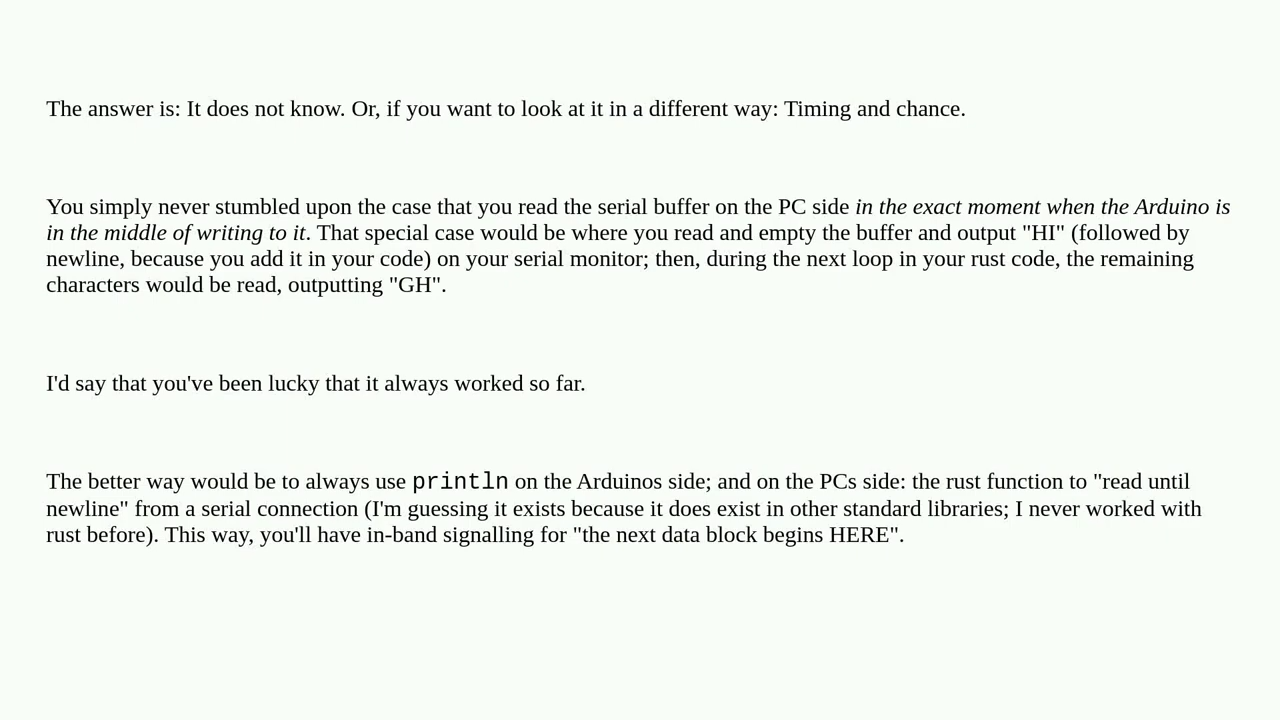 The answer is: It does not know. Or, if you want to look at it in a different way: Timing and chance.
You simply never stumbled upon the case that you read the serial buffer on the PC side in the exact moment when the Arduino is
in the middle of writing to it. That special case would be where you read and empty the buffer and output "HI" (followed by
newline, because you add it in your code) on your serial monitor; then, during the next loop in your rust code, the remaining
characters would be read, outputting "GH".
I'd say that you've been lucky that it always worked so far.
The better way would be to always use println on the Arduinos side; and on the PCs side: the rust function to "read until
newline" from a serial connection (I'm guessing it exists because it does exist in other standard libraries; I never worked with
rust before). This way, you'll have in-band signalling for "the next data block begins HERE".